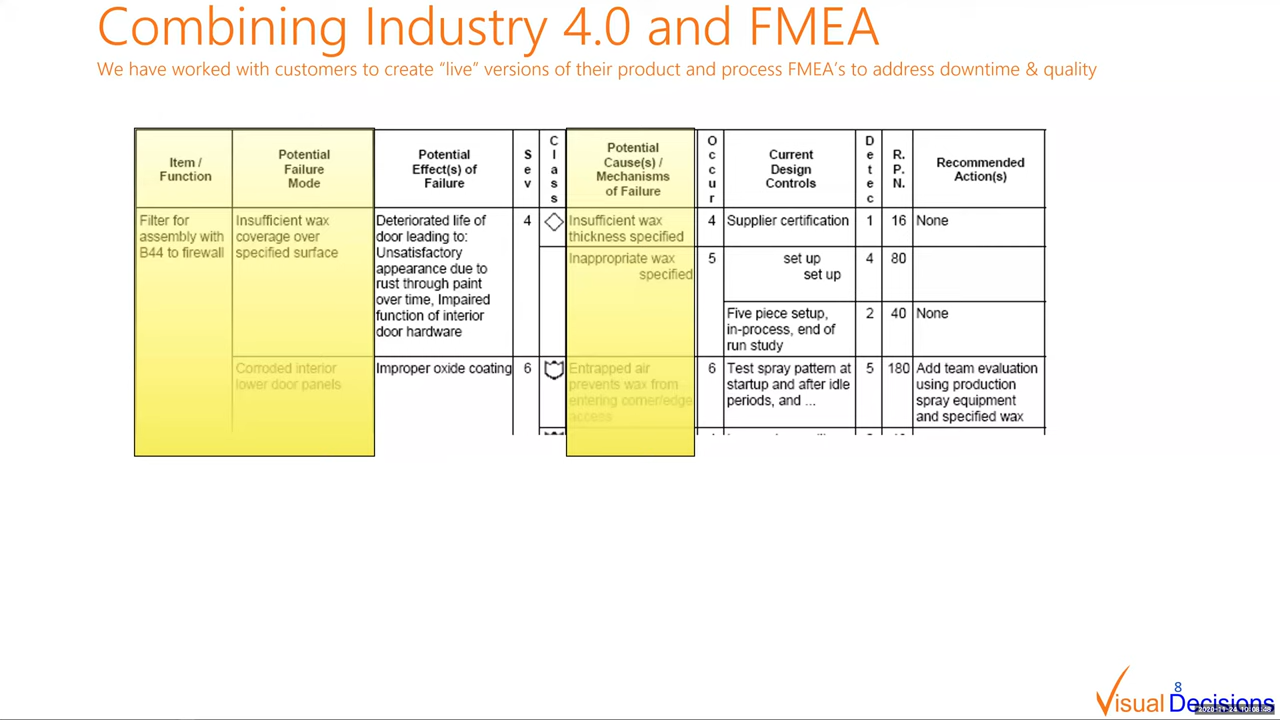 Combining Industry 4.0 and FMEA
We have worked with customers to create “live” versions of their product and process FMEA’s to address downtime & quality
Item /
Function
Potential
Failure
Mode
Potential
Effect(s) of
Failure
S
e
v
C
l
a
s
s
Potential
Cause(s) /
Mechanisms
of Failure
O
c
c
u
r
Current
Design
Controls
D
e
t
e
c
R.
P.
N.
Recommended
Action(s)
Filter for
assembly with
B44 to firewall
Insufficient wax
coverage over
specified surface
Deteriorated life of
door leading to:
Unsatisfactory
appearance due to
rust through paint
over time, Impaired
function of interior
door hardware
4
Insufficient wax
thickness specified
4
Supplier certification
1
16
None
Inappropriate wax
specified
5
set up
set up
4
80
Five piece setup,
in-process, end of
run study
2
40
None
Corroded interior
lower door panels
Improper oxide coating
6
Entrapped air
prevents wax from
entering corner/edge
access
6
Test spray pattern at
startup and after idle
periods, and ...
5
180
Add team evaluation
using production
spray equipment
and specified wax
8
Visual Decisions
2020-11-24 10:08:48